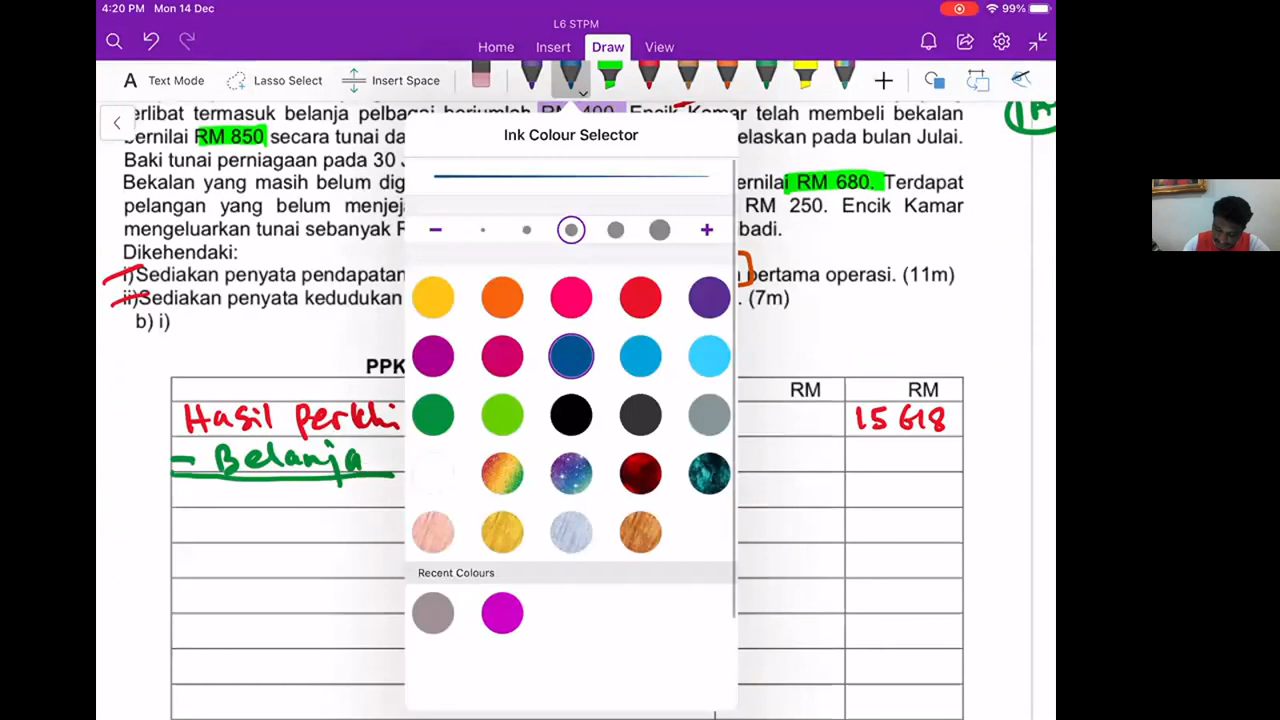 4:20 PM Mon 14 Dec
99%
L6 STPM
Home Insert Draw View
A Text Mode Lasso Select Insert Space
erlibat termasuk belanja pelbagai berjumlah Encik Kamar telah membeli bekalan
bernilai RM 850 secara tunai da elaskan pada bulan Julai.
Baki tunai perniagaan pada 30
Bekalan yang masih belum dig ernilai RM 680. Terdapat
pelangan yang belum menje RM 250. Encik Kamar
mengeluarkan tunai sebanyak R badi.
Dikehendaki:
i)Sediakan penyata pendapatan pertama operasi. (11m)
ii)Sediakan penyata kedudukan . (7m)
b) i)
PPK
RM RM
Hasil perkhi 15 618
- Belanja
Ink Colour Selector
Recent Colours